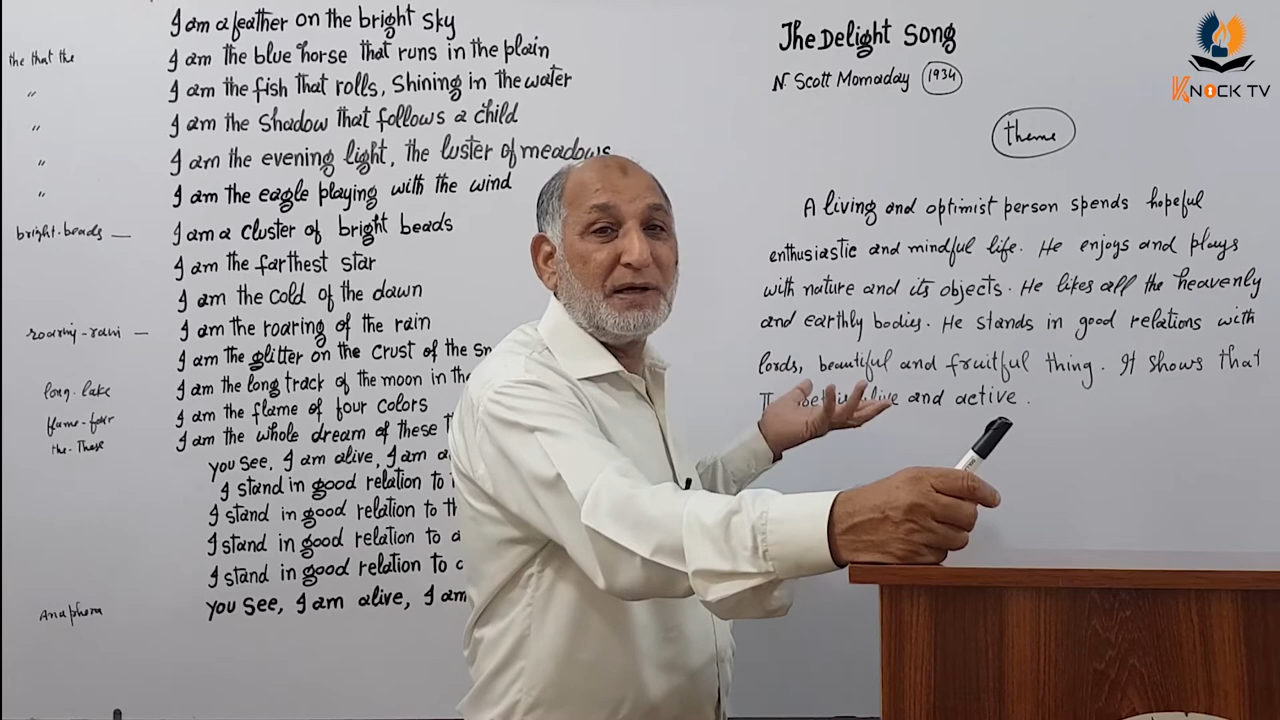 I am a feather on the bright sky
the that the
I am the blue horse that runs in the plain
"
I am the fish that rolls, Shining in the water
"
I am the Shadow that follows a child
"
I am the evening light, the luster of meadows
"
I am the eagle playing with the wind
bright-beads —
I am a cluster of bright beads
I am the farthest star
I am the cold of the dawn
roaring-rain —
I am the roaring of the rain
I am the glitter on the crust of the
long-lake
I am the long track of the moon in the
flame-four
I am the flame of four colors
the-These
I am the whole dream of these
you see, I am alive, I am
I stand in good relation to
I stand in good relation to
I stand in good relation to
I stand in good relation to
Anaphora
you see, I am alive, I am
The Delight Song
N. Scott Momaday 1934
theme
A living and optimist person spends hopeful
enthusiastic and mindful life. He enjoys and plays
with nature and its objects. He likes all the heavenly
and earthly bodies. He stands in good relations with
lords, beautiful and fruitful thing. It shows that
and active.
KNOCK TV